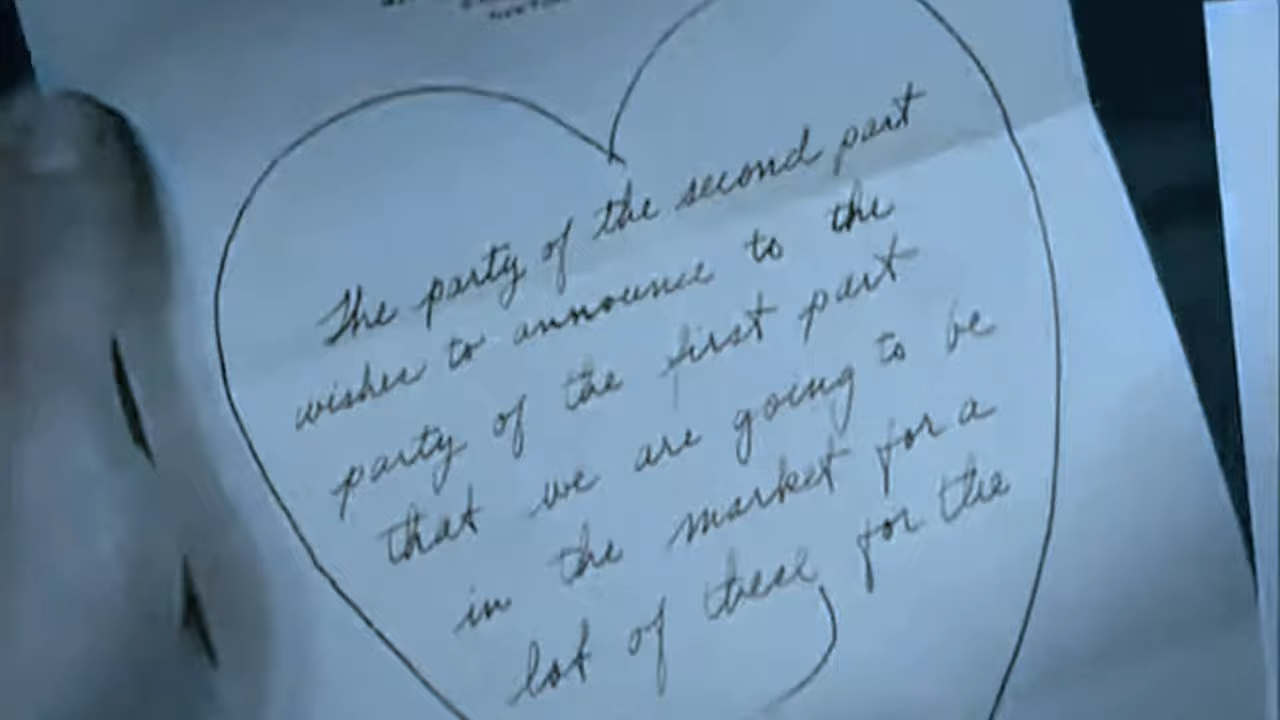 The party of the second part
wishes to announce to the
party of the first part
that we are going to be
in the market for a
lot of these for the